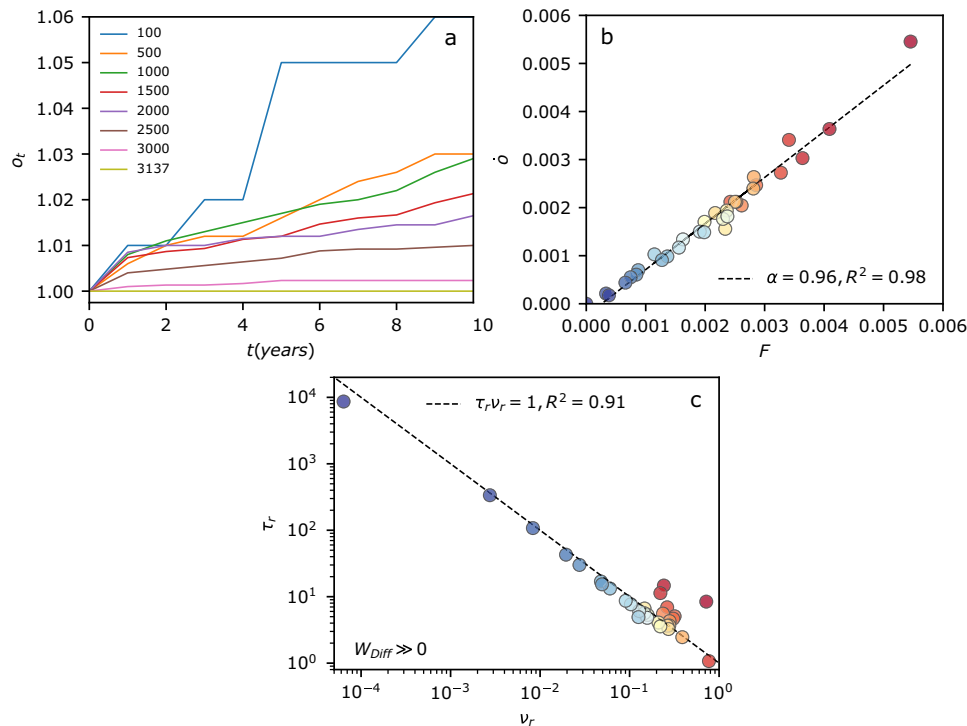 a
100
500
1000
1500
2000
2500
3000
3137
1.06
1.05
1.04
1.03
1.02
1.01
1.00
o_t
0 2 4 6 8 10
t(years)
b
0.006
0.005
0.004
0.003
0.002
0.001
0.000
ȯ
α = 0.96, R² = 0.98
0.000 0.001 0.002 0.003 0.004 0.005 0.006
F
c
τ_rν_r = 1, R² = 0.91
10⁴
10³
10²
10¹
10⁰
τ_r
W_Diff ≫ 0
10⁻⁴ 10⁻³ 10⁻² 10⁻¹ 10⁰
ν_r